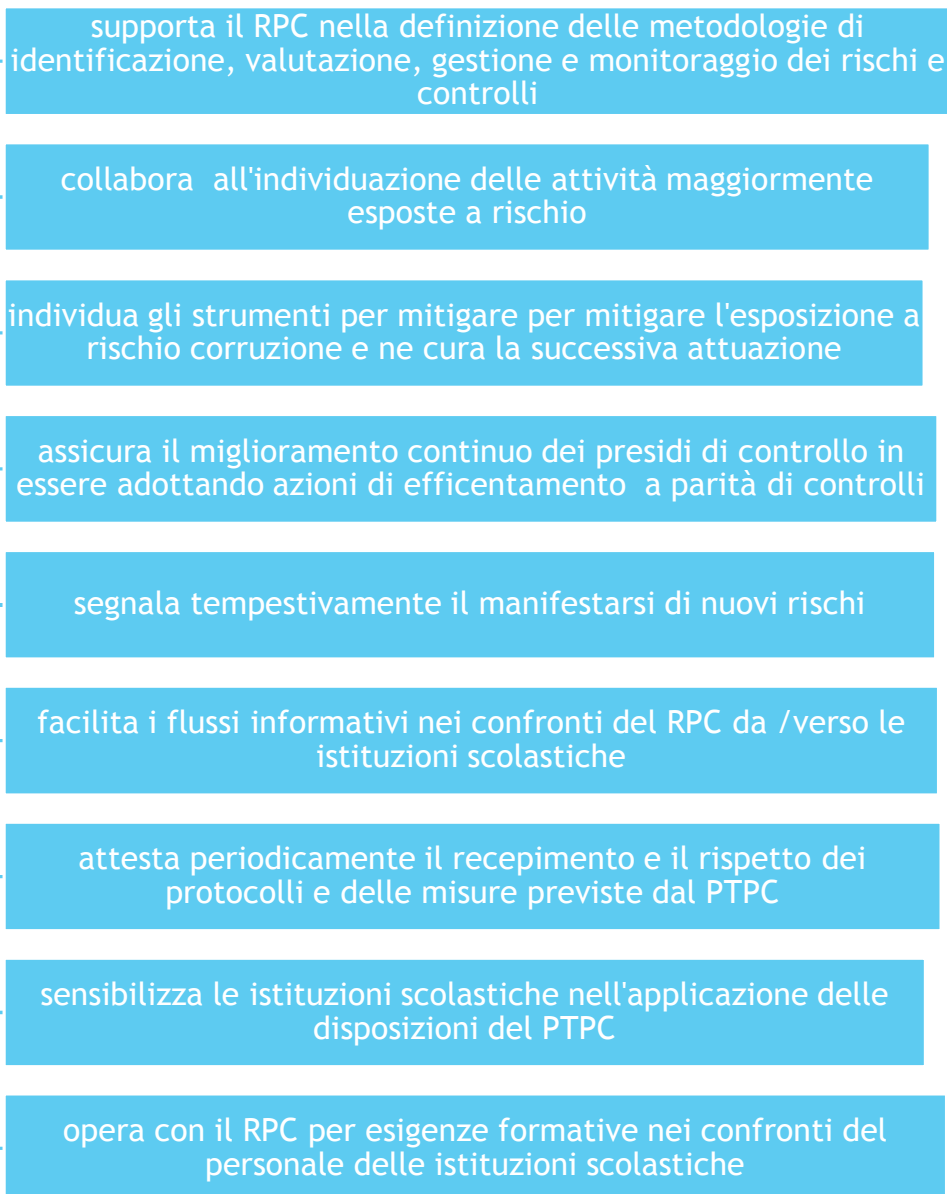 supporta il RPC nella definizione delle metodologie di
identificazione, valutazione, gestione e monitoraggio dei rischi e
controlli
collabora  all'individuazione delle attività maggiormente
esposte a rischio
individua gli strumenti per mitigare per mitigare l'esposizione a
rischio corruzione e ne cura la successiva attuazione
assicura il miglioramento continuo dei presidi di controllo in
essere adottando azioni di efficentamento  a parità di controlli
segnala tempestivamente il manifestarsi di nuovi rischi
facilita i flussi informativi nei confronti del RPC da /verso le
istituzioni scolastiche
attesta periodicamente il recepimento e il rispetto dei
protocolli e delle misure previste dal PTPC
sensibilizza le istituzioni scolastiche nell'applicazione delle
disposizioni del PTPC
opera con il RPC per esigenze formative nei confronti del
personale delle istituzioni scolastiche